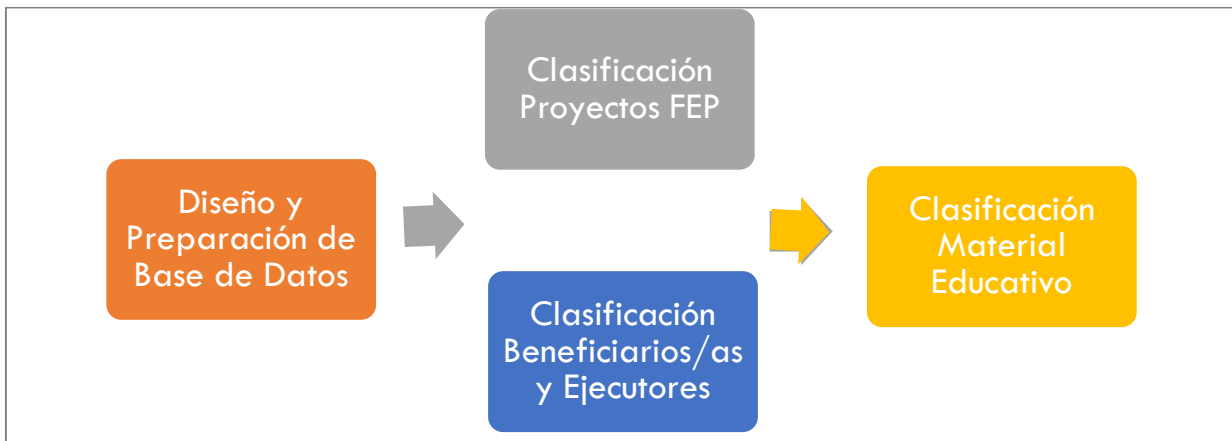 Clasificación
Proyectos FEP
Diseño y
Preparación de
Base de Datos
Clasificación
Beneficiarios/as
y Ejecutores
Clasificación
Material
Educativo